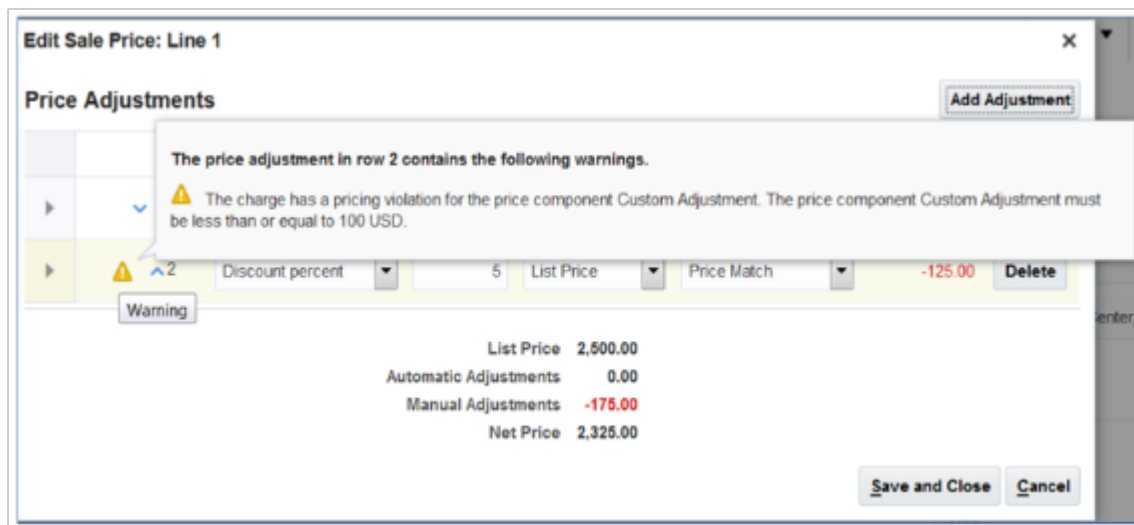 Edit Sale Price: Line 1
Price Adjustments
Add Adjustment
The price adjustment in row 2 contains the following warnings.
The charge has a pricing violation for the price component Custom Adjustment. The price component Custom Adjustment must
be less than or equal to 100 USD.
2 Discount percent 5 List Price Price Match -125.00 Delete
Warning
enter
List Price 2,500.00
Automatic Adjustments 0.00
Manual Adjustments -175.00
Net Price 2,325.00
Save and Close Cancel